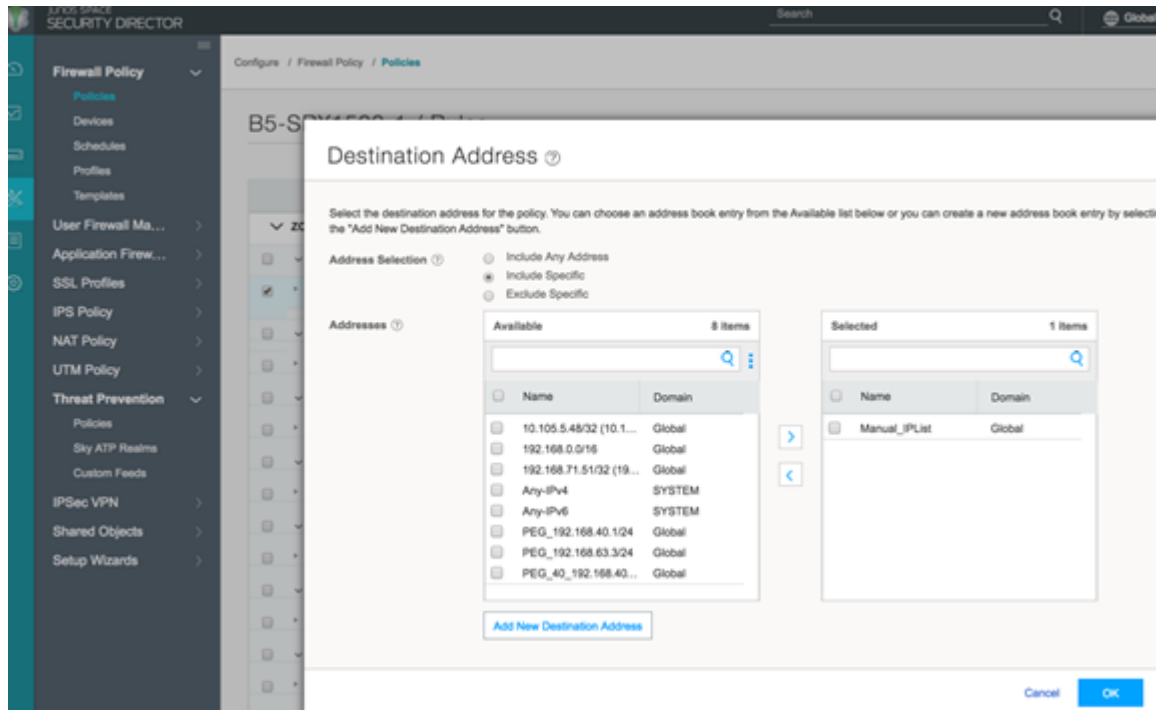 JUNOS SPACE
SECURITY DIRECTOR
Search
Global
Firewall Policy
Policies
Devices
Schedules
Profiles
Templates
User Firewall Ma...
Application Firew...
SSL Profiles
IPS Policy
NAT Policy
UTM Policy
Threat Prevention
Policies
Sky ATP Realms
Custom Feeds
IPSec VPN
Shared Objects
Setup Wizards
Configure / Firewall Policy / Policies
Destination Address
Select the destination address for the policy. You can choose an address book entry from the Available list below or you can create a new address book entry by selecti
the "Add New Destination Address" button.
Address Selection
Include Any Address
Include Specific
Exclude Specific
Addresses
Available 8 items
Name Domain
10.105.5.48/32 (10.1... Global
192.168.0.0/16 Global
192.168.71.51/32 (19... Global
Any-IPv4 SYSTEM
Any-IPv6 SYSTEM
PEG_192.168.40.1/24 Global
PEG_192.168.63.3/24 Global
PEG_40_192.168.40... Global
Selected 1 items
Name Domain
Manual_IPList Global
Add New Destination Address
Cancel OK